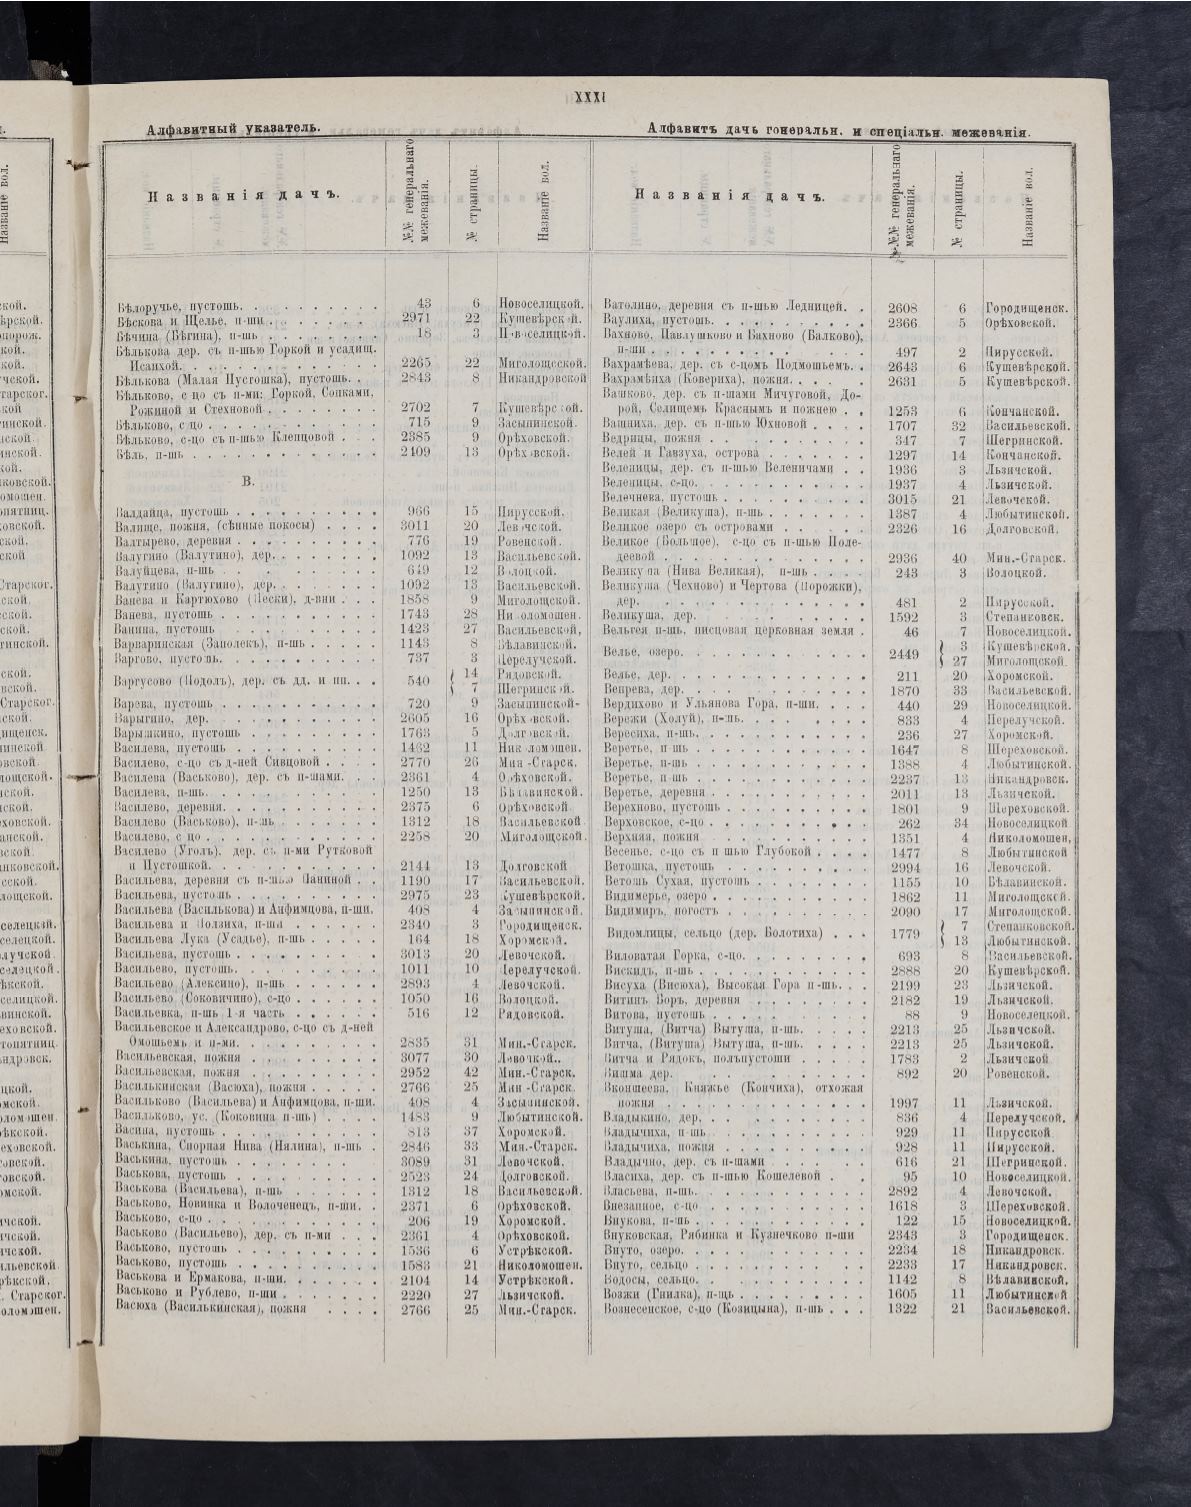 XXXI
Алфавитный указатель.
Алфавитъ дачъ генеральн. и спеціальн. межеванія.
Названія дачъ. №№ генеральнаго межеванія. № страницы. Названіе вол.
Бѣлоручье, пустошь. 43 6 Новоселицкой.
Бѣскова и Щелье, п-ши 2971 22 Кушевѣрской.
Бѣчина (Бѣгина), п-шь 18 3 Новоселицкой.
Бѣлькова дер. съ п-шью Горкой и усадищ.
Исаихой. 2265 22 Миголощсской.
Бѣлькова (Малая Пустошка), пустошь. 2843 8 Никандровской
Бѣльково, с-цо съ п-ми: Горкой, Сопками,
Рожиной и Стехновой 2702 7 Кушевѣрской.
Бѣльково, с-цо 715 9 Засыпинской.
Бѣльково, с-цо съ п-шью Клепцовой 2385 9 Орѣховской.
Бѣль, п-шь 2409 13 Орѣховской.
В.
Валдайца, пустошь 966 15 Пирусской.
Валище, пожня, (сѣнные покосы) 3011 20 Левочской.
Валтырево, деревня 776 19 Ровенской.
Валугино (Валутино), дер. 1092 13 Васильевской.
Валуйцева, п-шь 649 12 Волоцкой.
Валутино (Валугино), дер. 1092 13 Васильевской.
Ванева и Картюхово (Пески), д-вни 1858 9 Миголощской.
Ванева, пустошь 1743 28 Николомошен.
Ванина, пустошь 1423 27 Васильевской,
Варваринская (Заполекъ), п-шь 1143 8 Бѣлавинской.
Варгово, пустошь. 737 3 Перелучской.
Варгусово (Подолъ), дер. съ дд. и пп. 540 14 Рядовской.
7 Шегринской.
Варева, пустошь 720 9 Засыпинской-
Варыгино, дер. 2605 16 Орѣховской.
Варышкино, пустошь 1763 5 Долговской.
Василева, пустошь 1462 11 Николомошен.
Василево, с-цо съ д-ней Сивцовой 2770 26 Мин.-Старск.
Василева (Васьково), дер. съ п-шами. 2361 4 Орѣховской.
Василева, п-шь. 1250 13 Бѣлавинской.
Василево, деревня. 2375 6 Орѣховской
Василево (Васьково), п-шь 1312 18 Васильевской
Василево, с-цо 2258 20 Миголощской.
Василево (Уголъ), дер. съ п-ми Рутковой
и Пустошкой. 2144 13 Долговской
Васильева, деревня съ п-шью Паниной 1190 17 Васильевской.
Васильева, пустошь 2975 23 Кушевѣрской.
Васильева (Василькова) и Анфимцова, п-ши. 408 4 Засыпинской.
Васильева и Ползиха, п-ши 2340 3 Городищенск.
Васильева Лука (Усадье), п-шь 164 18 Хоромской.
Васильева, пустошь 3013 20 Левочской.
Васильево, пустошь. 1011 10 Перелучской.
Васильево (Алексино), п-шь 2893 4 Левочской.
Васильево (Соковичино), с-цо 1050 16 Волоцкой.
Васильевка, п-шь 1-я часть 516 12 Рядовской.
Васильевское и Александрово, с-цо съ д-ней
Омошьемъ и п-ми. 2835 31 Мин.-Старск.
Васильевская, пожня 3077 30 Левочкой.
Васильевская, пожня 2952 42 Мин.-Старск.
Василькинская (Васюха), пожня 2766 25 Мин.-Старск.
Васильково (Васильева) и Анфимцова, п-ши. 408 4 Засыпинской.
Васильково, ус. (Коковина п-шь) 1483 9 Любытинской
Васина, пустошь 813 37 Хоромской.
Васькина, Спорная Нива (Нялина), п-шь 2846 33 Мин.-Старск.
Васькина, пустошь 3089 31 Левочской.
Васькова, пустошь 2523 24 Долговской.
Васькова (Васильева), п-шь 1312 18 Васильевской.
Васьково, Новинка и Волоченецъ, п-ши. 2371 6 Орѣховской.
Васьково, с-цо 206 19 Хоромской.
Васьково (Васильево), дер. съ п-ми 2361 4 Орѣховской.
Васьково, пустошь 1536 6 Устрѣкской.
Васьково, пустошь 1583 21 Николомошен.
Васькова и Ермакова, п-ши. 2104 14 Устрѣкской.
Васьково и Рублево, п-ши 2220 27 Льзичской.
Васюха (Василькинская), пожня 2766 25 Мин.-Старск.
Названія дачъ. №№ генеральнаго межеванія. № страницы. Названіе вол.
Ватолино, деревня съ п-шью Ледницей. 2608 6 Городищенск.
Ваулиха, пустошь. 2366 5 Орѣховской.
Вахново, Павлушково и Вахново (Валково),
п-ши 497 2 Пирусской.
Вахрамѣева, дер. съ с-цомъ Подмошьемъ. 2643 6 Кушевѣрской.
Вахрамѣиха (Ковериха), пожня. 2631 5 Кушевѣрской.
Вашково, дер. съ п-шами Мичуговой, До-
рой, Селищемъ Краснымъ и пожнею 1253 6 Кончанской.
Вашниха, дер. съ п-шью Юхновой 1707 32 Васильевской.
Ведрицы, пожня 347 7 Шегринской.
Велей и Гавзуха, острова 1297 14 Кончанской.
Веленицы, дер. съ п-шью Веленичами 1936 3 Льзичской.
Веленицы, с-цо. 1937 4 Льзичской.
Велечнева, пустошь 3015 21 Левочской.
Великая (Великуша), п-шь 1387 4 Любытинской.
Великое озеро съ островами 2326 16 Долговской.
Великое (Большое), с-цо съ п-шью Поле-
деевой 2936 40 Мин.-Старск.
Великуша (Нива Великая), п-шь 243 3 Волоцкой.
Великуша (Чехново) и Чертова (Порожки),
дер. 481 2 Пирусской.
Великуша, дер. 1592 3 Степанковск.
Вельгея п-шь, писцовая церковная земля 46 7 Новоселицкой.
Велье, озеро. 2449 3 Кушевѣрской.
27 Миголощской.
Велье, дер. 211 20 Хоромской.
Вепрева, дер. 1870 33 Васильевской.
Вердихово и Ульянова Гора, п-ши. 440 29 Новоселицкой.
Вережи (Холуй), п-шь. 833 4 Перелучской.
Вересиха, п-шь. 236 27 Хоромской.
Веретье, п-шь 1647 8 Шереховской.
Веретье, п-шь 1388 4 Любытинской.
Веретье, п-шь 2237 13 Никандровск.
Веретье, деревня 2011 13 Льзичской.
Верехново, пустошь 1801 9 Шереховской.
Верховское, с-цо 262 34 Новоселицкой
Верхняя, пожня 1351 4 Николомошен,
Весенье, с-цо съ п-шью Глубокой 1477 8 Любытинской
Ветошка, пустошь 2994 16 Левочской.
Ветошь Сухая, пустошь 1155 10 Бѣлавинской.
Видимерье, озеро 1862 11 Миголощской.
Видимиръ, погостъ 2090 17 Миголощской.
Видомлицы, сельцо (дер. Болотиха) 1779 7 Степанковской.
13 Любытинской.
Виловатая Горка, с-цо. 693 8 Васильевской.
Вискидъ, п-шь 2888 20 Кушевѣрской.
Висуха (Висюха), Высокая Гора п-шь. 2199 23 Льзичской.
Витинъ Боръ, деревня 2182 19 Льзичской.
Витова, пустошь 88 9 Новоселецкой.
Витуша, (Витча) Вытуша, п-шь. 2213 25 Льзичской.
Витча, (Витуша) Вытуша, п-шь. 2213 25 Льзичской.
Витча и Рядокъ, полъпустоши 1783 2 Льзичской
Вишма дер. 892 20 Ровенской.
Вконшеева, Княжье (Кончиха), отхожая
пожня 1997 11 Льзичской.
Владыкино, дер. 836 4 Перелучской.
Владычиха, п-шь 929 11 Пирусской
Владычиха, пожня 928 11 Пирусской.
Владычно, дер. съ п-шами 616 21 Шегринской.
Власиха, дер. съ п-шью Кошелевой 95 10 Новоселицкой.
Власьева, п-шь. 2892 4 Левочской.
Внезапное, с-цо 1618 3 Шереховской.
Внукова, п-шь 122 15 Новоселицкой.
Внуковская, Рябинка и Кузнечково п-ши 2343 3 Городищенск.
Внуто, озеро. 2234 18 Никандровск.
Внуто, сельцо 2233 17 Никандровск.
Водосы, сельцо. 1142 8 Бѣлавинской.
Возжи (Гнилка), п-щь 1605 11 Любытинской
Вознесенское, с-цо (Козицына), п-шь 1322 21 Васильевской.